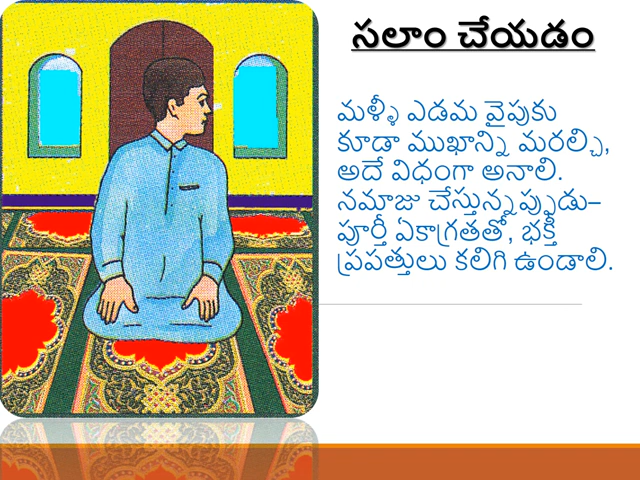 సలాం చేయడం
మళ్ళీ ఎడమ వైపుకు
కూడా ముఖాన్ని మరల్చి,
అదే విధంగా అనాలి.
నమాజు చేస్తున్నప్పుడు–
పూర్తీ ఏకాగ్రతతో, భక్తీ
ప్రపత్తులు కలిగి ఉండాలి.